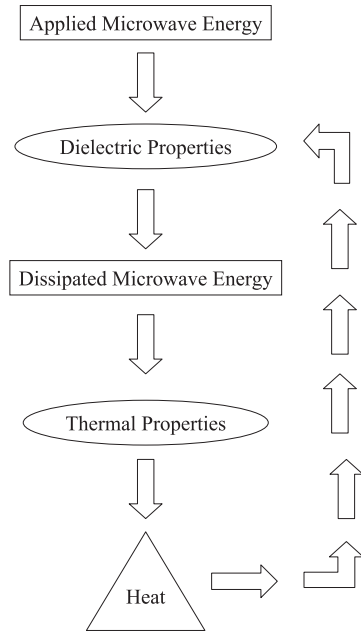 Applied Microwave Energy
Dielectric Properties
Dissipated Microwave Energy
Thermal Properties
Heat